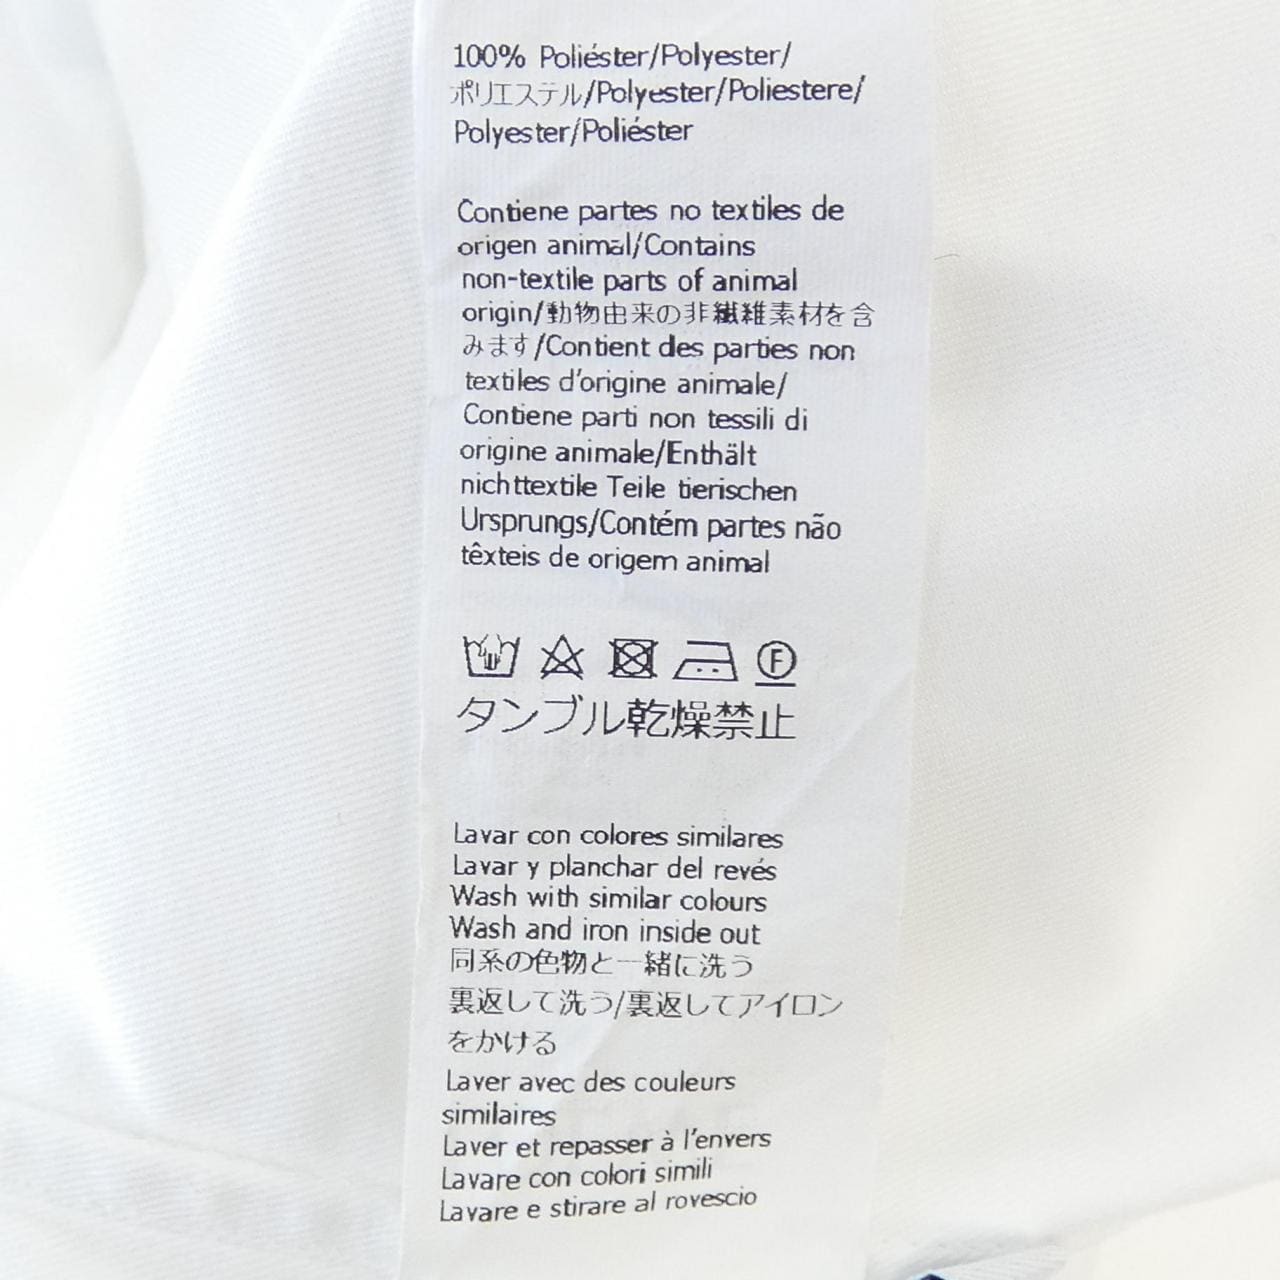 100% Poliéster/Polyester/
ポリエステル/Polyester/Poliestere/
Polyester/Poliéster
Contiene partes no textiles de
origen animal/Contains
non-textile parts of animal
origin/動物由来の非繊維素材を含
みます/Contient des parties non
textiles d'origine animale/
Contiene parti non tessili di
origine animale/Enthält
nichttextile Teile tierischen
Ursprungs/Contém partes não
têxteis de origem animal
F
タンブル乾燥禁止
Lavar con colores similares
Lavar y planchar del revés
Wash with similar colours
Wash and iron inside out
同系の色物と一緒に洗う
裏返して洗う/裏返してアイロン
をかける
Laver avec des couleurs
similaires
Laver et repasser à l'envers
Lavare con colori simili
Lavare e stirare al rovescio